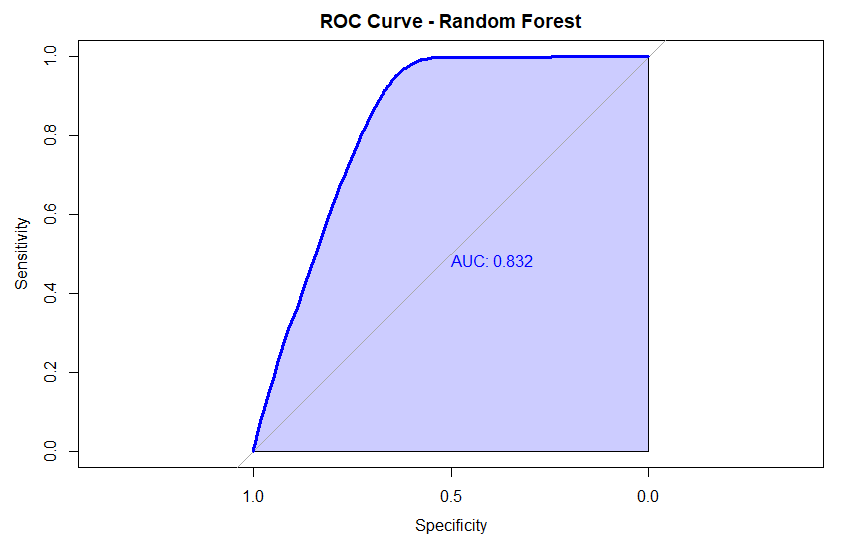 ROC Curve - Random Forest
Sensitivity
1.0
0.8
0.6
0.4
0.2
0.0
AUC: 0.832
1.0 0.5 0.0
Specificity